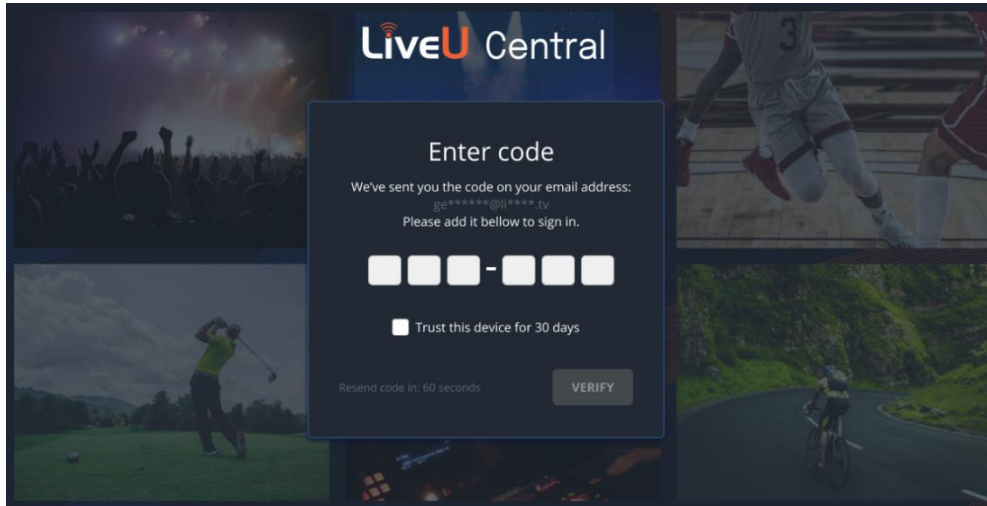 LiveU Central
3
Enter code
We've sent you the code on your email address:
ge******@li****.tv
Please add it bellow to sign in.
-
Trust this device for 30 days
Resend code in: 60 seconds
VERIFY